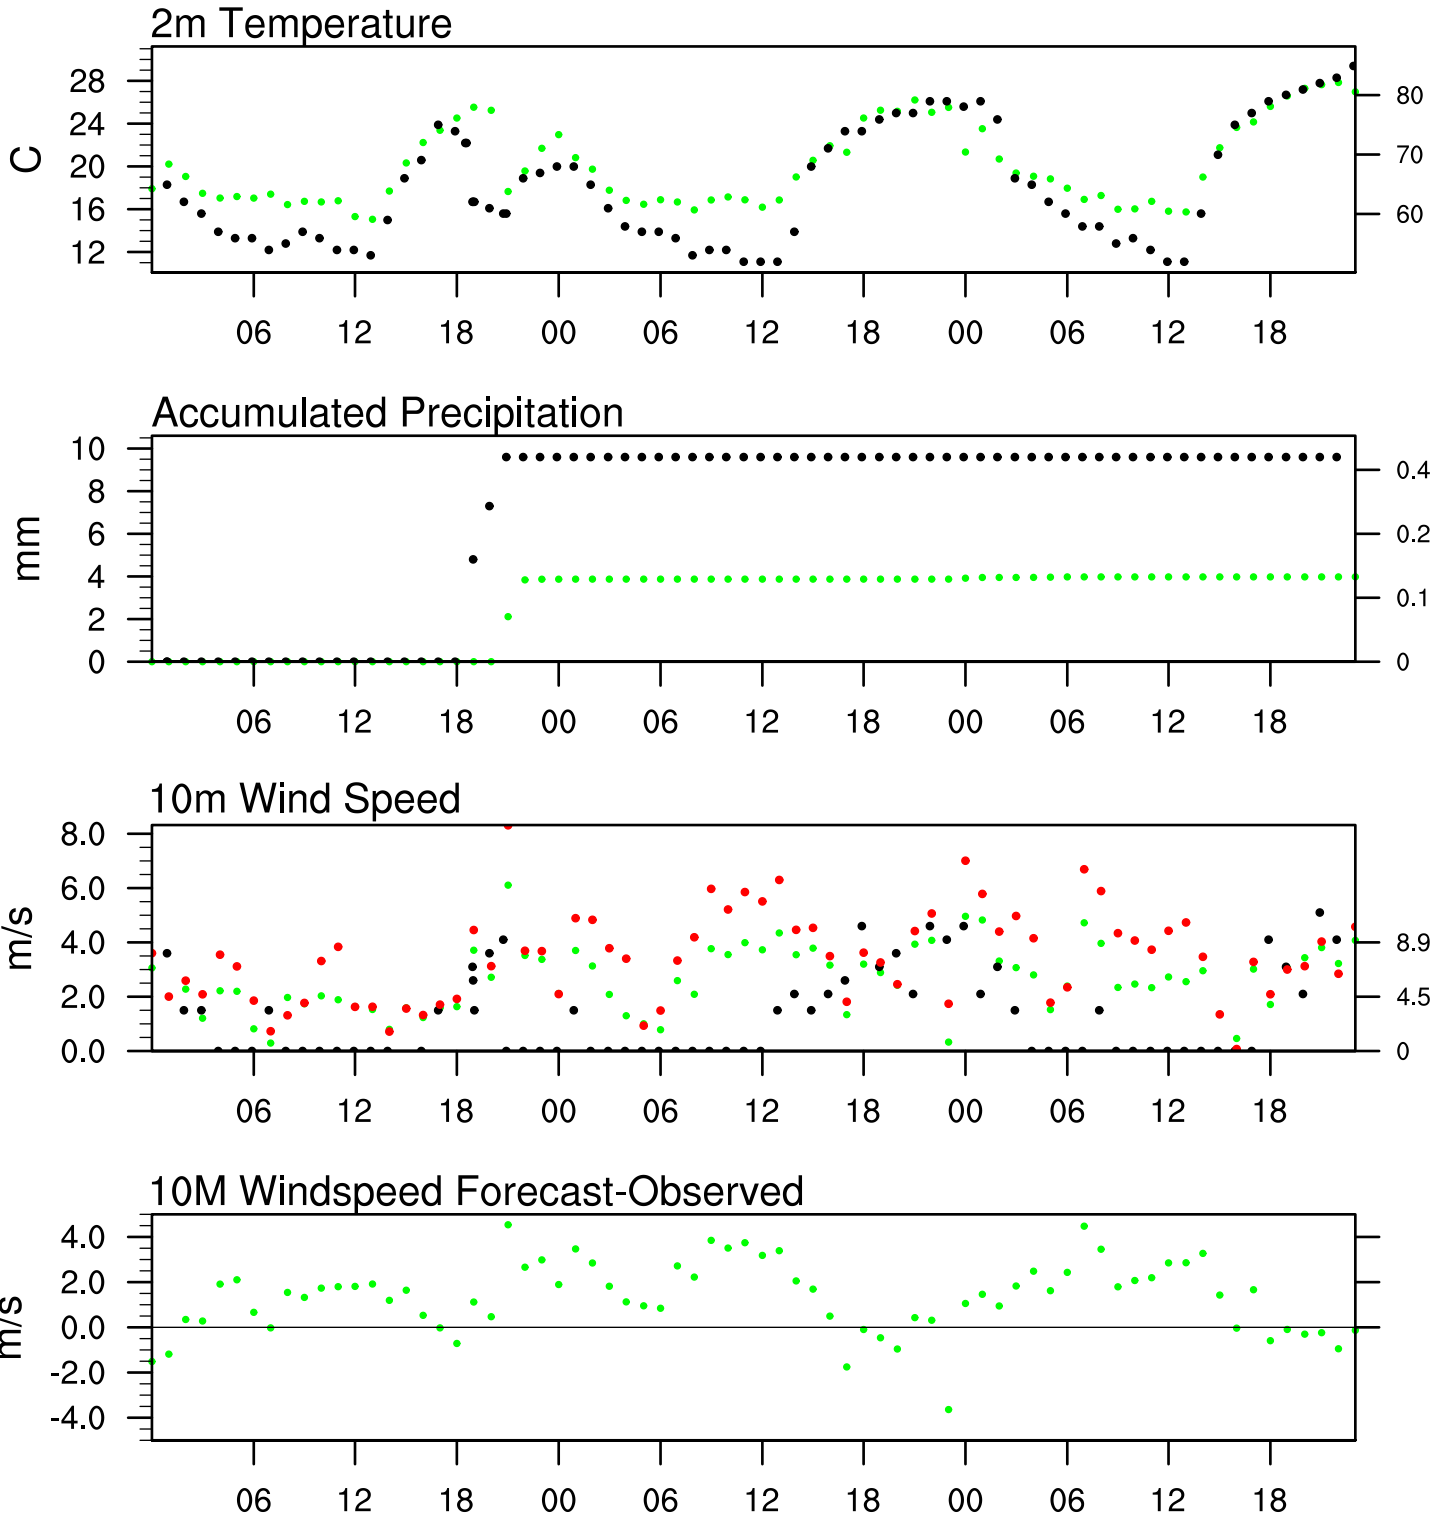 2m Temperature
28
24
20
16
12
C
80
70
60
06 12 18 00 06 12 18 00 06 12 18
Accumulated Precipitation
10
8
6
4
2
0
mm
0.4
0.2
0.1
0
06 12 18 00 06 12 18 00 06 12 18
10m Wind Speed
8.0
6.0
4.0
2.0
0.0
m/s
8.9
4.5
0
06 12 18 00 06 12 18 00 06 12 18
10M Windspeed Forecast-Observed
4.0
2.0
0.0
-2.0
-4.0
m/s
06 12 18 00 06 12 18 00 06 12 18